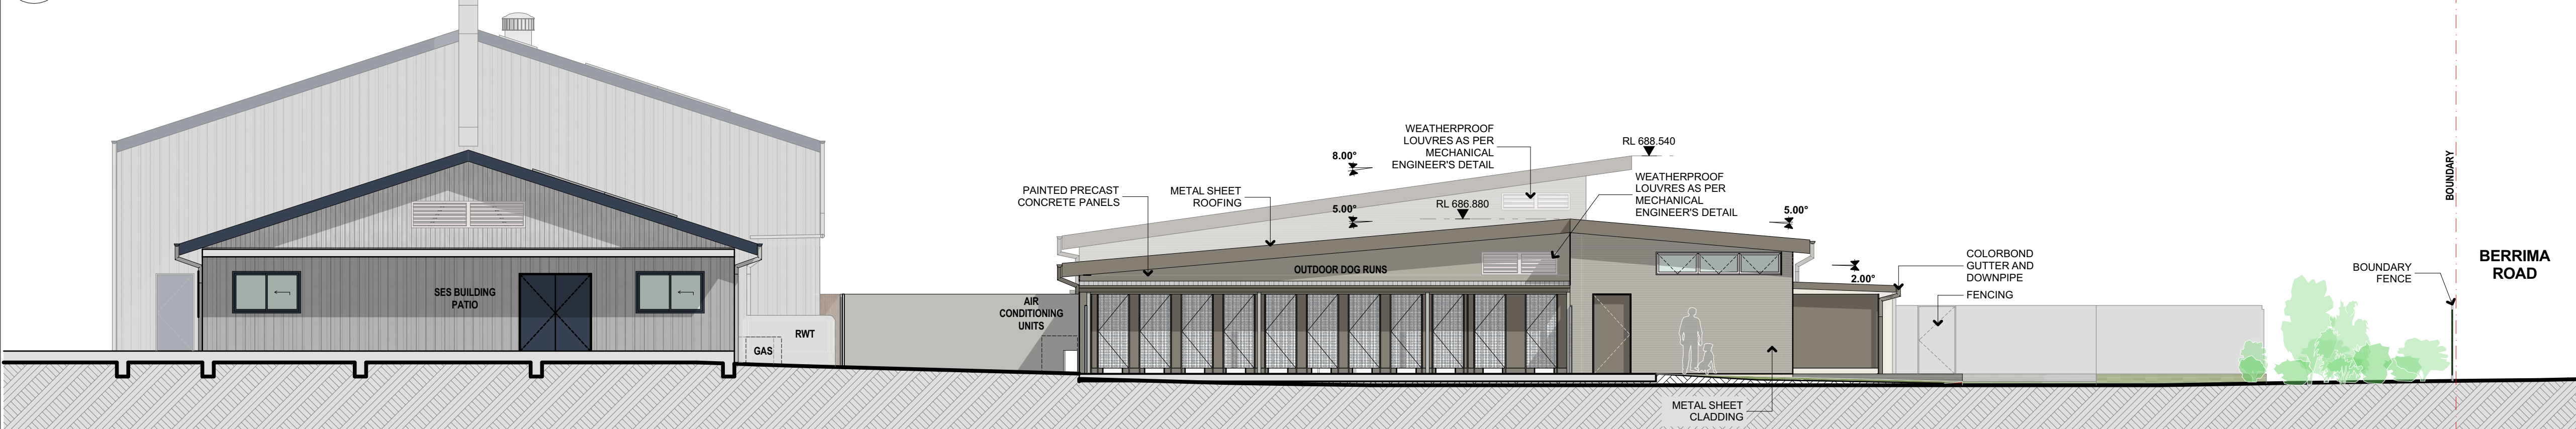 SES BUILDING
PATIO
GAS
RWT
AIR
CONDITIONING
UNITS
PAINTED PRECAST
CONCRETE PANELS
METAL SHEET
ROOFING
8.00°
5.00°
WEATHERPROOF
LOUVRES AS PER
MECHANICAL
ENGINEER'S DETAIL
RL 688.540
RL 686.880
WEATHERPROOF
LOUVRES AS PER
MECHANICAL
ENGINEER'S DETAIL
OUTDOOR DOG RUNS
5.00°
2.00°
COLORBOND
GUTTER AND
DOWNPIPE
FENCING
METAL SHEET
CLADDING
BOUNDARY
FENCE
BOUNDARY
BERRIMA
ROAD